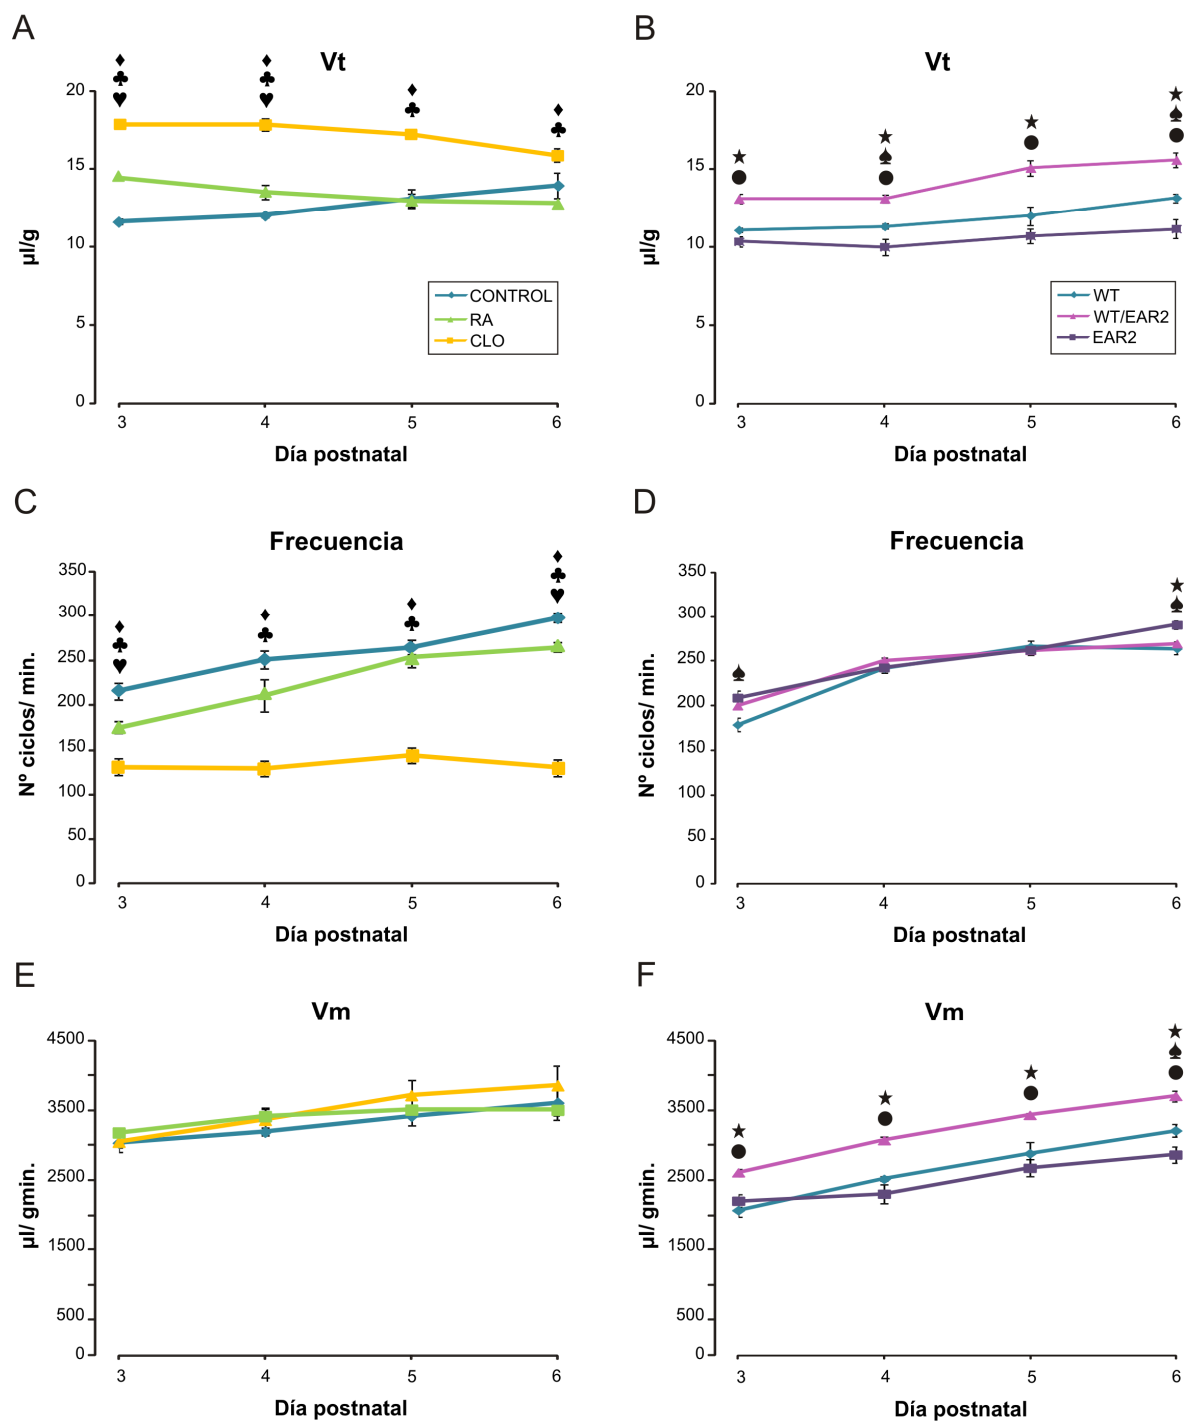 A
Vt
20
15
10
5
0
µl/g
CONTROL
RA
CLO
3 4 5 6
Día postnatal
B
Vt
20
15
10
5
0
µl/g
WT
WT/EAR2
EAR2
3 4 5 6
Día postnatal
C
Frecuencia
350
300
250
200
150
100
50
0
Nº ciclos/ min.
3 4 5 6
Día postnatal
D
Frecuencia
350
300
250
200
150
100
50
0
Nº ciclos/ min.
3 4 5 6
Día postnatal
E
Vm
4500
3500
2500
1500
500
0
µl/ gmin.
3 4 5 6
Día postnatal
F
Vm
4500
3500
2500
1500
500
0
µl/ gmin.
3 4 5 6
Día postnatal